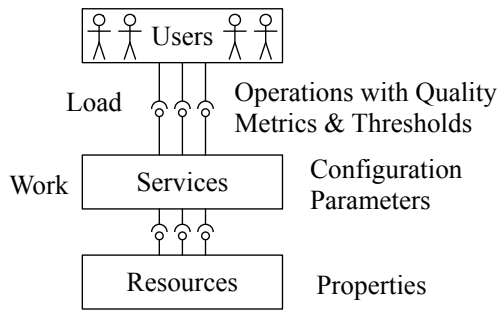 Users
Load
Operations with Quality
Metrics & Thresholds
Work
Services
Configuration
Parameters
Resources
Properties